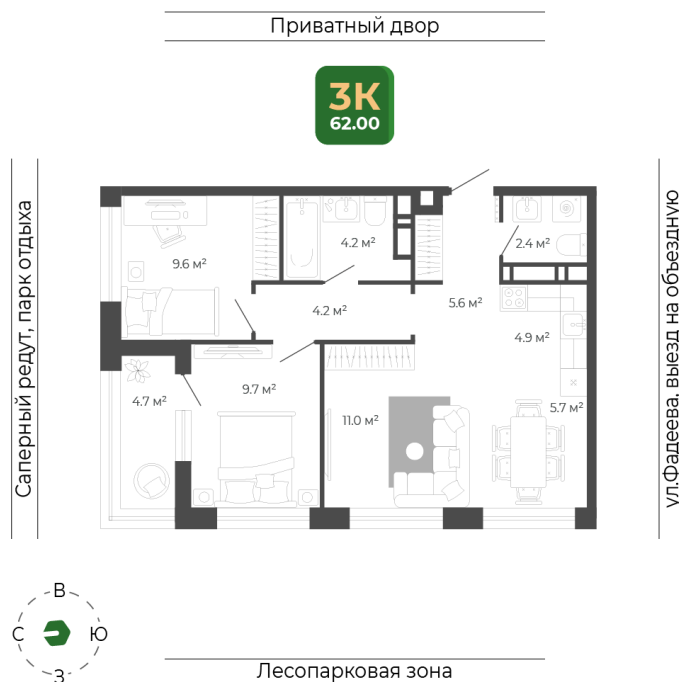 Приватный двор
3К
62.00
Саперный редут, парк отдыха
ул.Фадеева, выезд на объездную
9.6 м²
4.2 м²
2.4 м²
4.2 м²
5.6 м²
4.9 м²
4.7 м²
9.7 м²
11.0 м²
5.7 м²
В
С
Ю
З
Лесопарковая зона